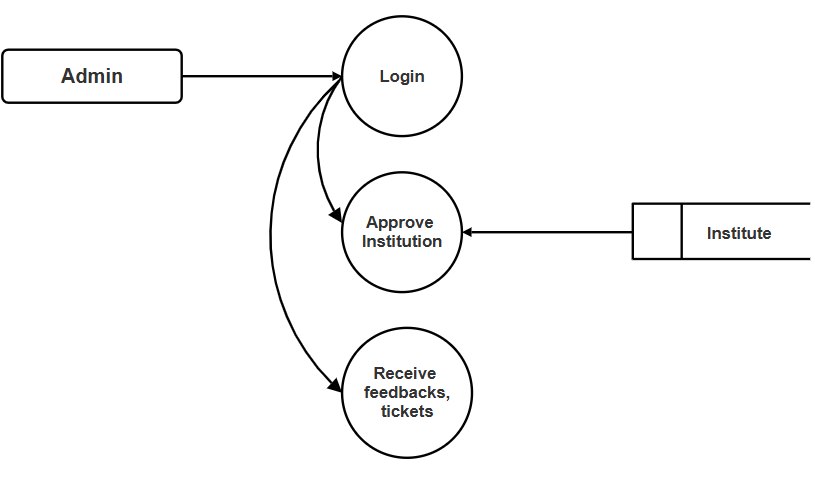 Admin
Login
Approve
Institution
Institute
Receive
feedbacks,
tickets